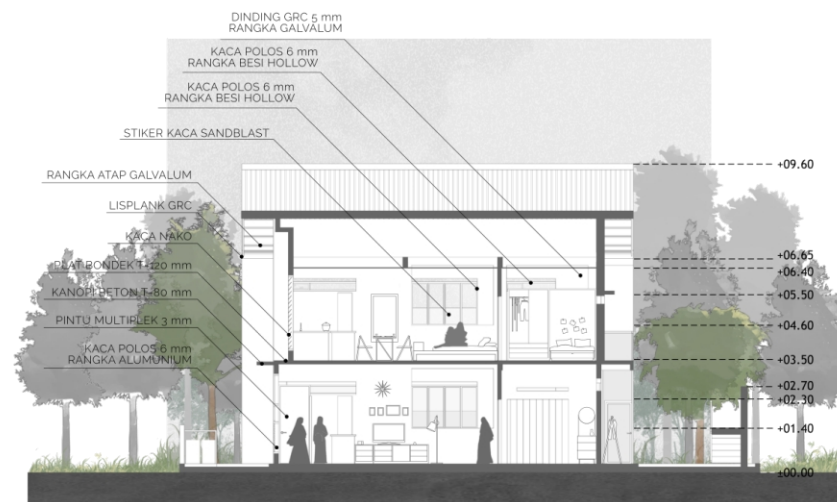 DINDING GRC 5 mm
RANGKA GALVALUM
KACA POLOS 6 mm
RANGKA BESI HOLLOW
KACA POLOS 6 mm
RANGKA BESI HOLLOW
STIKER KACA SANDBLAST
RANGKA ATAP GALVALUM
LISPLANK GRC
KACA NAKO
PLAT BONDEK T-120 mm
KANOPI BETON T-80 mm
PINTU MULTIPLEK 3 mm
KACA POLOS 6 mm
RANGKA ALUMUNIUM
+09.60
+06.65
+06.40
+05.50
+04.60
+03.50
+02.70
+02.30
+01.40
±00.00